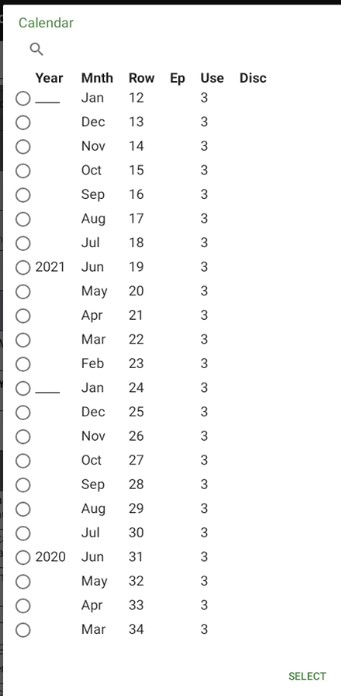 Calendar
Year Mnth Row Ep Use Disc
___ Jan 12 3
Dec 13 3
Nov 14 3
Oct 15 3
Sep 16 3
Aug 17 3
Jul 18 3
2021 Jun 19 3
May 20 3
Apr 21 3
Mar 22 3
Feb 23 3
___ Jan 24 3
Dec 25 3
Nov 26 3
Oct 27 3
Sep 28 3
Aug 29 3
Jul 30 3
2020 Jun 31 3
May 32 3
Apr 33 3
Mar 34 3
SELECT